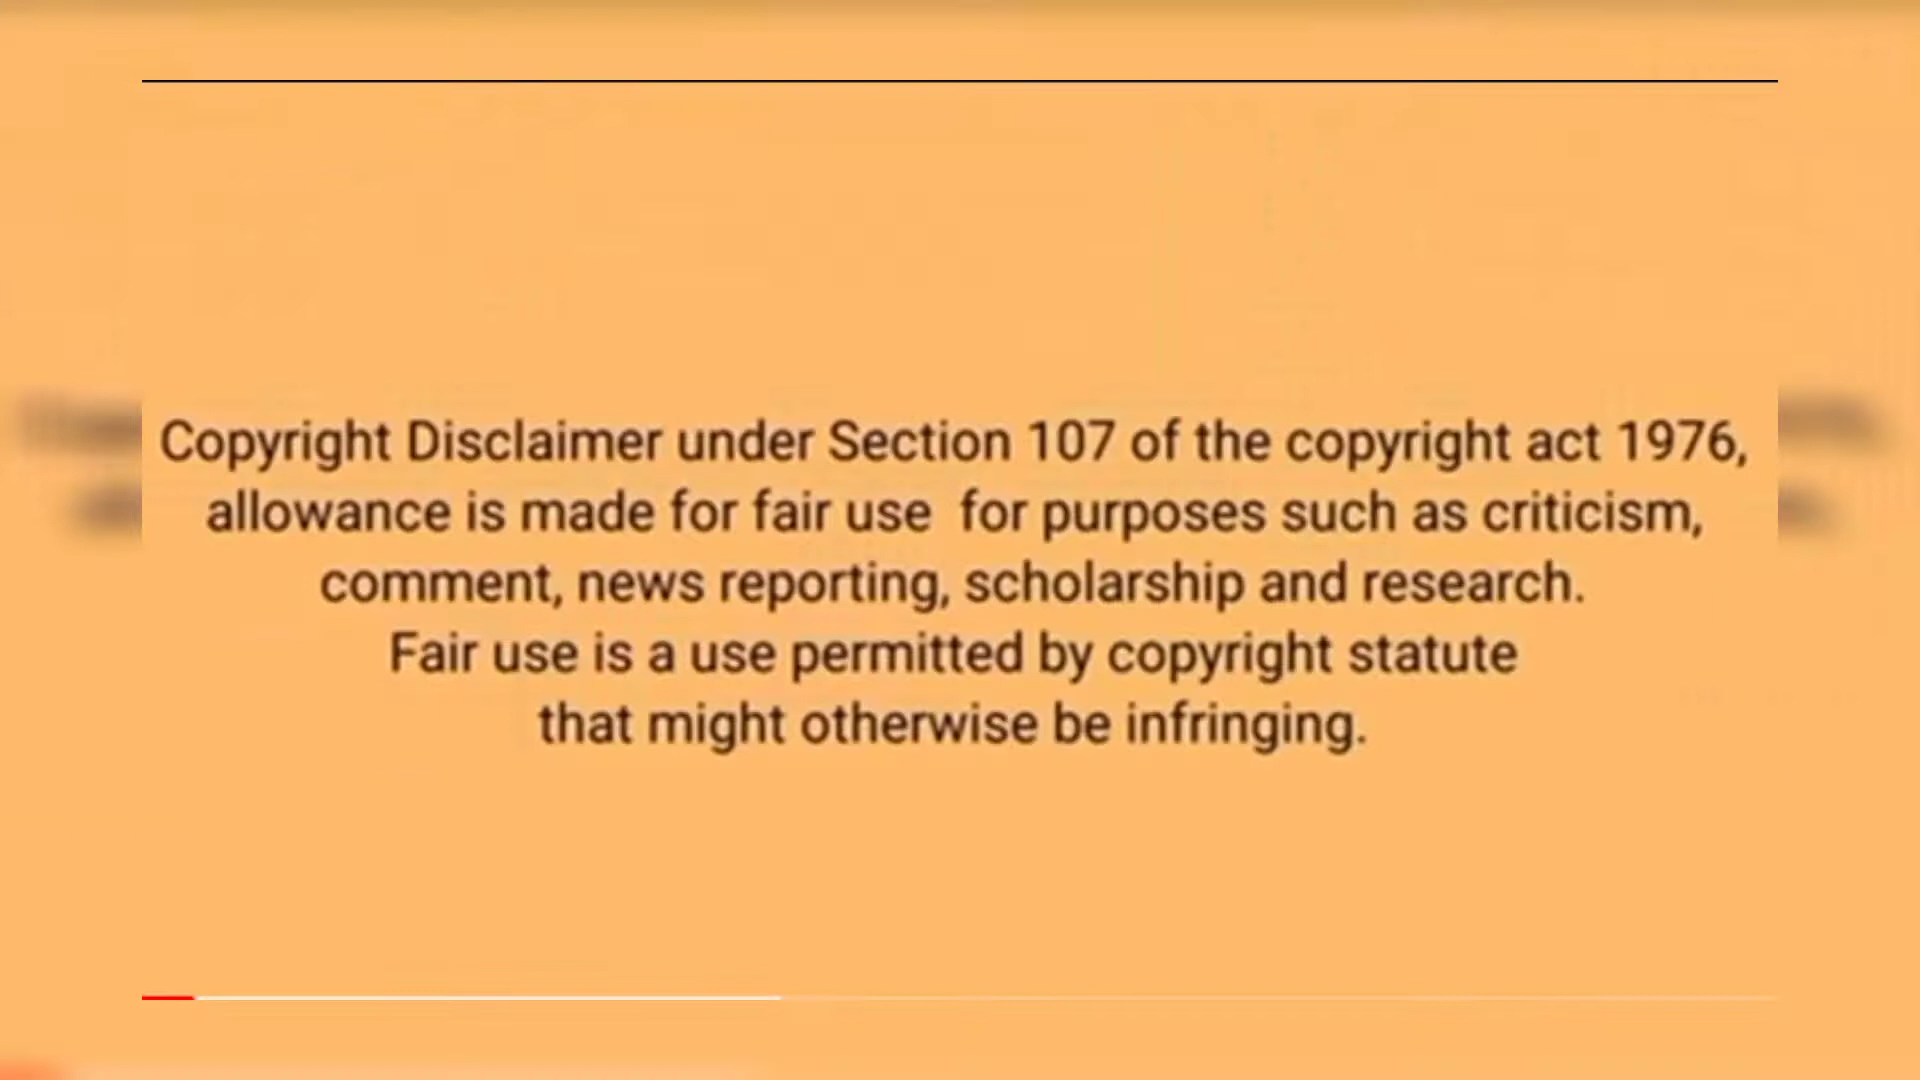 Copyright Disclaimer under Section 107 of the copyright act 1976,
allowance is made for fair use  for purposes such as criticism,
comment, news reporting, scholarship and research.
Fair use is a use permitted by copyright statute
that might otherwise be infringing.